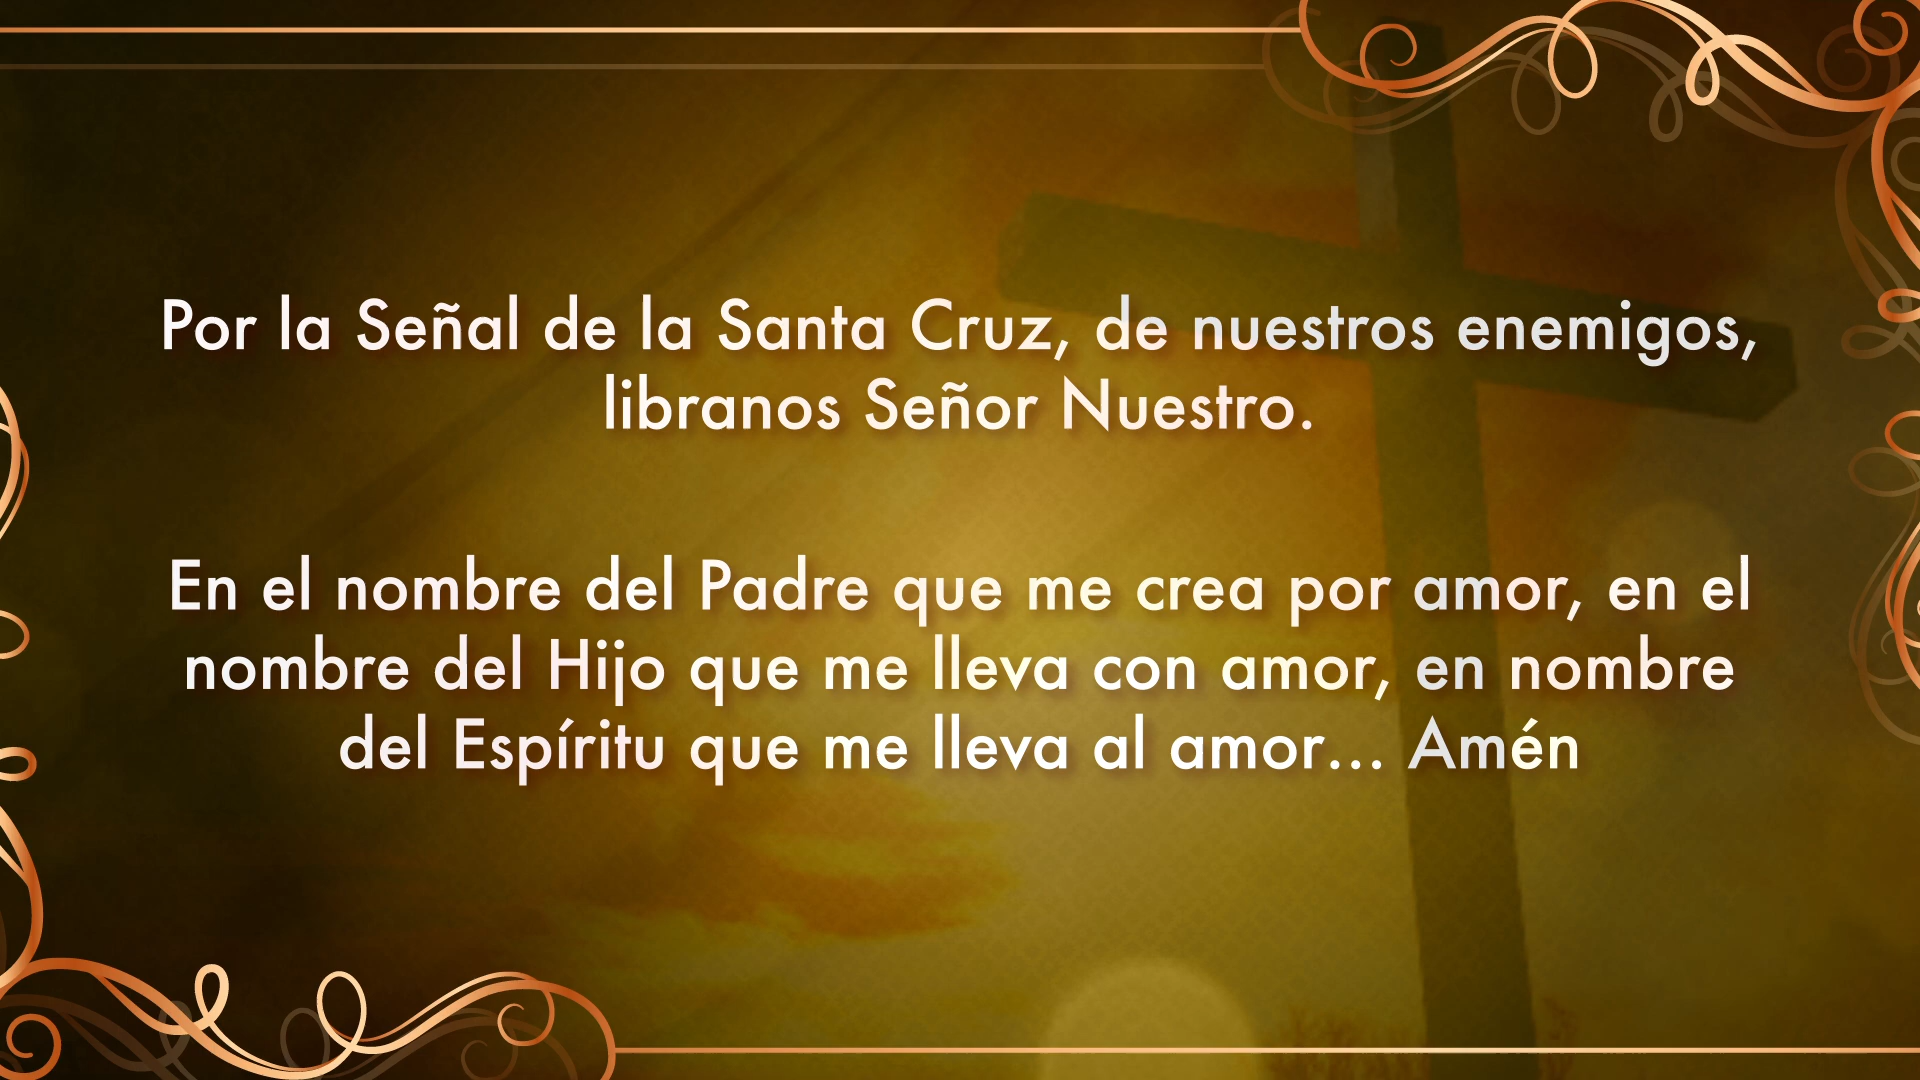 Por la Señal de la Santa Cruz, de nuestros enemigos,
libranos Señor Nuestro.
En el nombre del Padre que me crea por amor, en el
nombre del Hijo que me lleva con amor, en nombre
del Espíritu que me lleva al amor... Amén